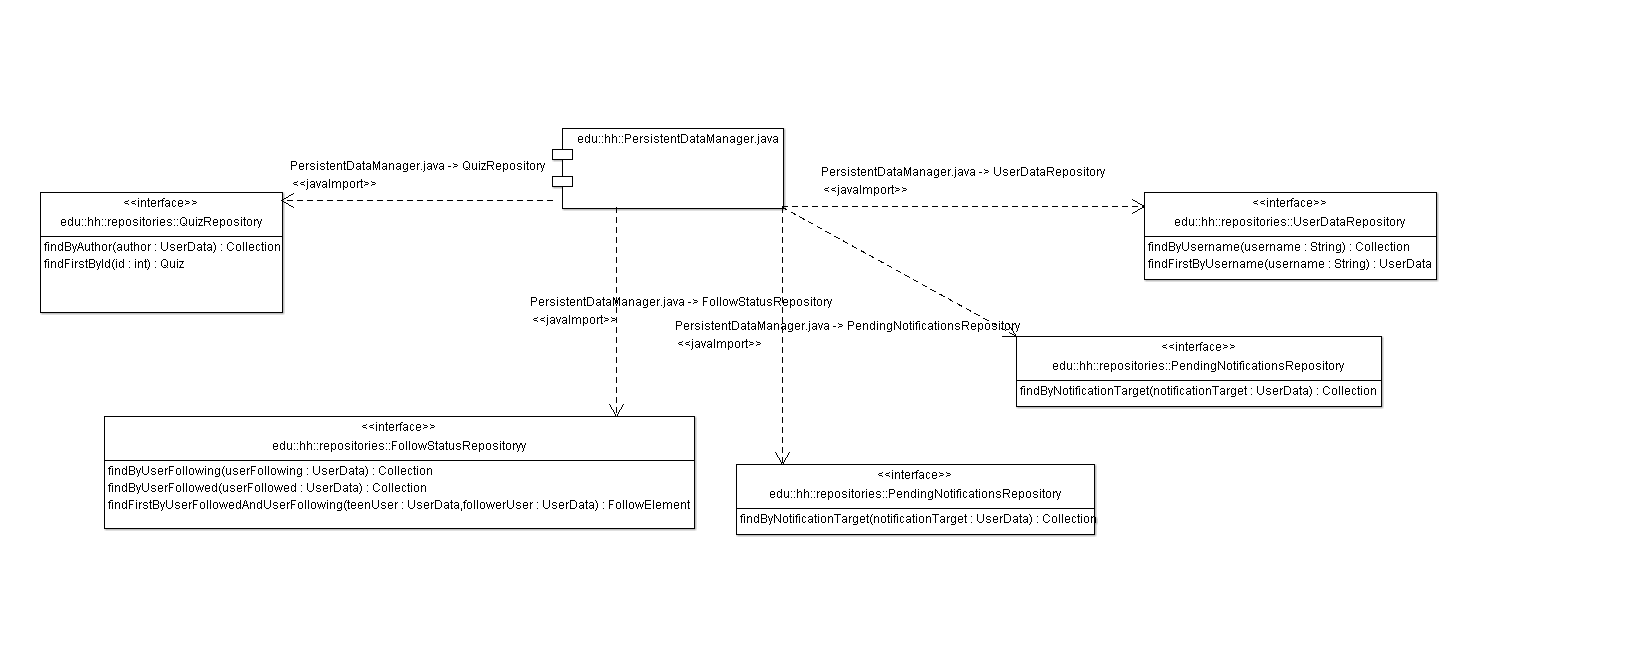 edu::hh::PersistentDataManager.java
PersistentDataManager.java -> QuizRepository
<<javaImport>>
PersistentDataManager.java -> UserDataRepository
<<javaImport>>
<<interface>>
edu::hh::repositories::QuizRepository
findByAuthor(author : UserData) : Collection
findFirstById(id : int) : Quiz
<<interface>>
edu::hh::repositories::UserDataRepository
findByUsername(username : String) : Collection
findFirstByUsername(username : String) : UserData
PersistentDataManager.java -> FollowStatusRepository
<<javaImport>>
PersistentDataManager.java -> PendingNotificationsRepository
<<javaImport>>
<<interface>>
edu::hh::repositories::PendingNotificationsRepository
findByNotificationTarget(notificationTarget : UserData) : Collection
<<interface>>
edu::hh::repositories::FollowStatusRepositoryy
findByUserFollowing(userFollowing : UserData) : Collection
findByUserFollowed(userFollowed : UserData) : Collection
findFirstByUserFollowedAndUserFollowing(teenUser : UserData,followerUser : UserData) : FollowElement
<<interface>>
edu::hh::repositories::PendingNotificationsRepository
findByNotificationTarget(notificationTarget : UserData) : Collection